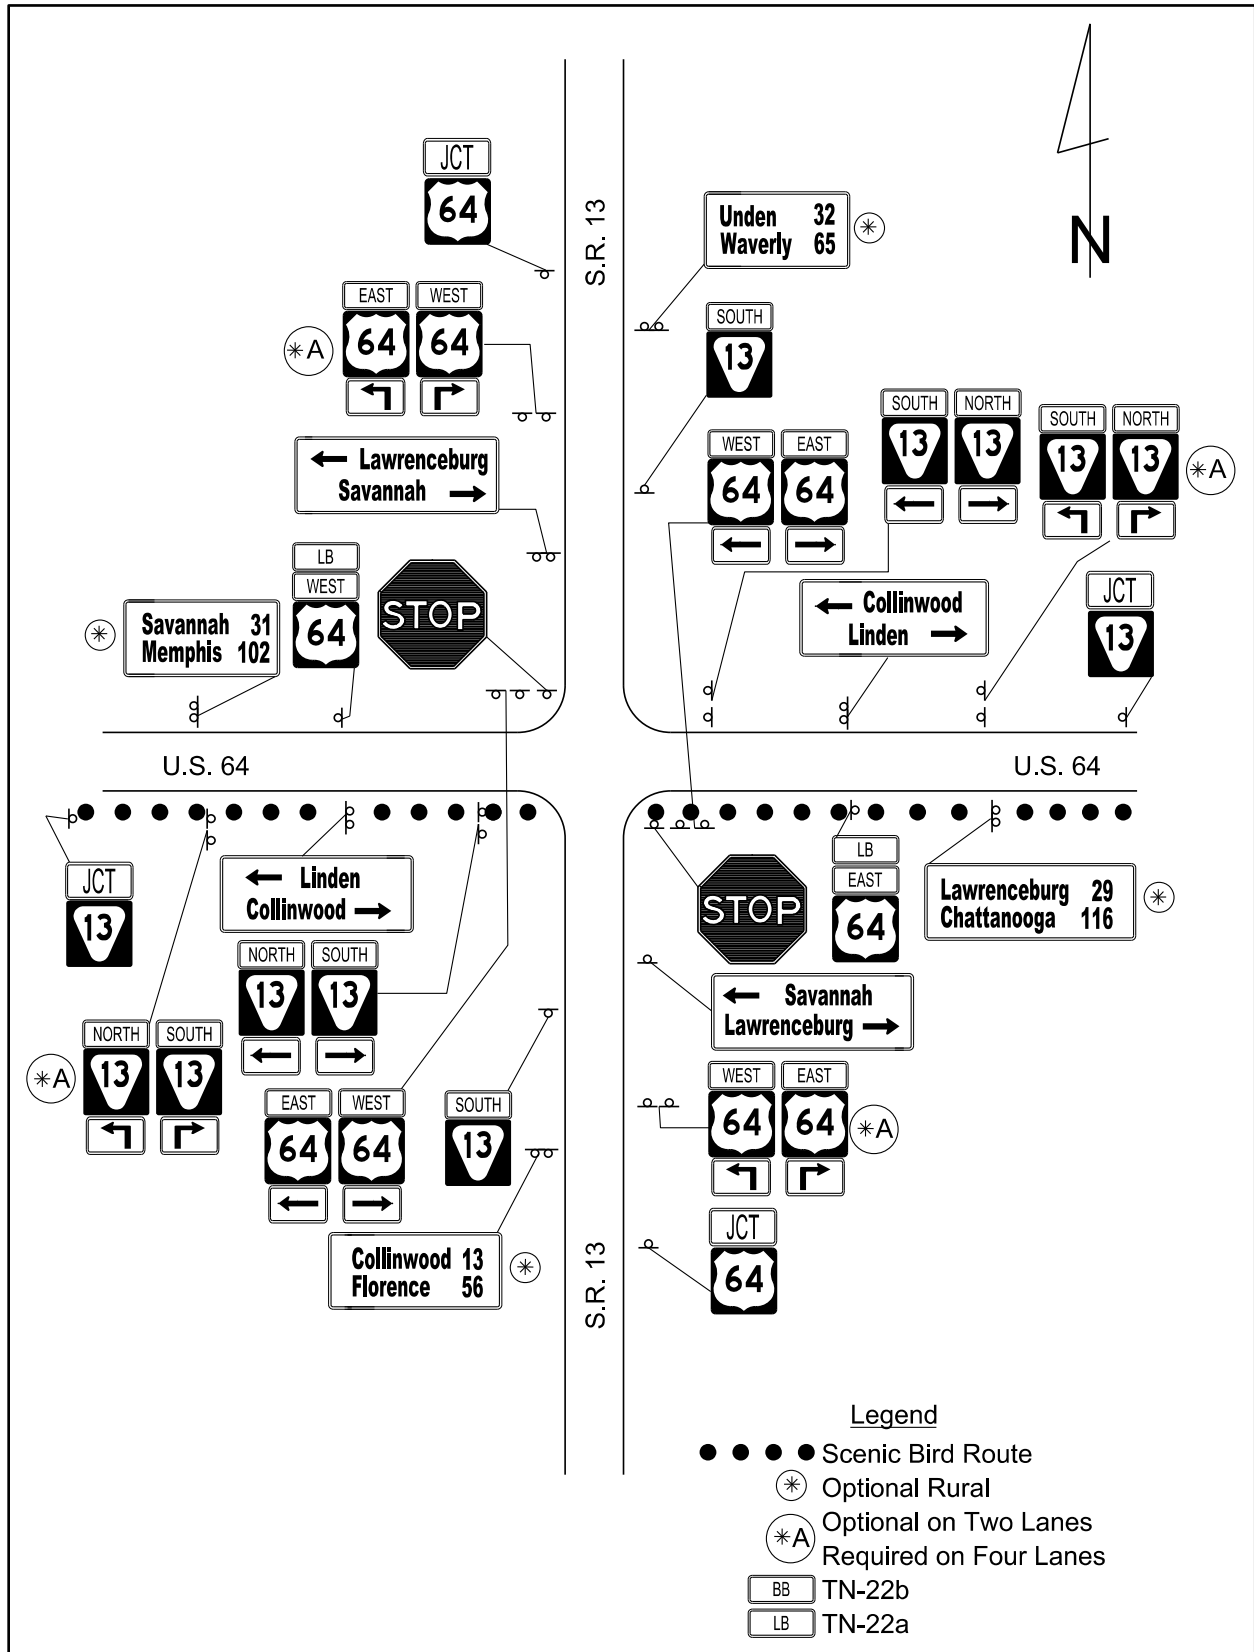 JCT
64
S.R. 13
Unden 32
Waverly 65
N
EAST WEST
64 64
*A
SOUTH
13
SOUTH NORTH
13 13
SOUTH NORTH
13 13
*A
WEST EAST
64 64
← Lawrenceburg
Savannah →
LB
WEST
64
STOP
← Collinwood
Linden →
JCT
13
Savannah 31
Memphis 102
U.S. 64
U.S. 64
JCT
13
← Linden
Collinwood →
LB
EAST
64
STOP
Lawrenceburg 29
Chattanooga 116
NORTH SOUTH
13 13
← Savannah
Lawrenceburg →
NORTH SOUTH
13 13
*A
EAST WEST
64 64
SOUTH
13
WEST EAST
64 64
*A
Collinwood 13
Florence 56
S.R. 13
JCT
64
Legend
Scenic Bird Route
* Optional Rural
*A Optional on Two Lanes
Required on Four Lanes
BB TN-22b
LB TN-22a